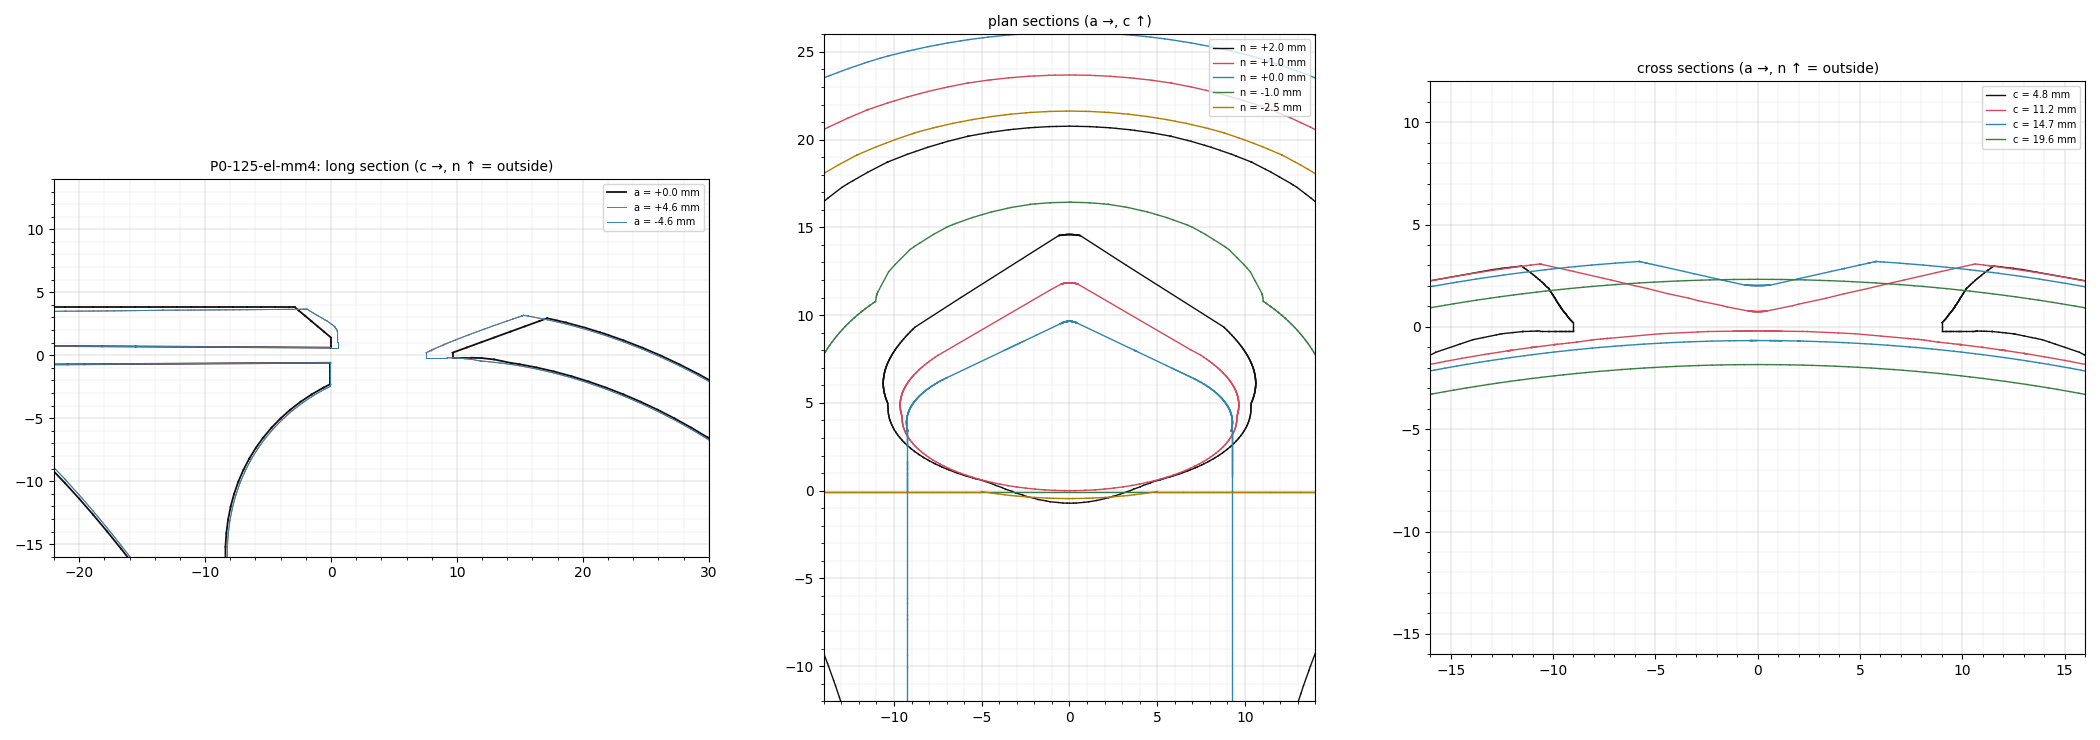 P0-125-el-mm4: long section (c →, n ↑ = outside)
a = +0.0 mm
a = +4.6 mm
a = -4.6 mm
10
5
0
−5
−10
−15
−20
−10
0
10
20
30
plan sections (a →, c ↑)
n = +2.0 mm
n = +1.0 mm
n = +0.0 mm
n = -1.0 mm
n = -2.5 mm
25
20
15
10
5
0
−5
−10
−10
−5
0
5
10
cross sections (a →, n ↑ = outside)
c = 4.8 mm
c = 11.2 mm
c = 14.7 mm
c = 19.6 mm
10
5
0
−5
−10
−15
−15
−10
−5
0
5
10
15